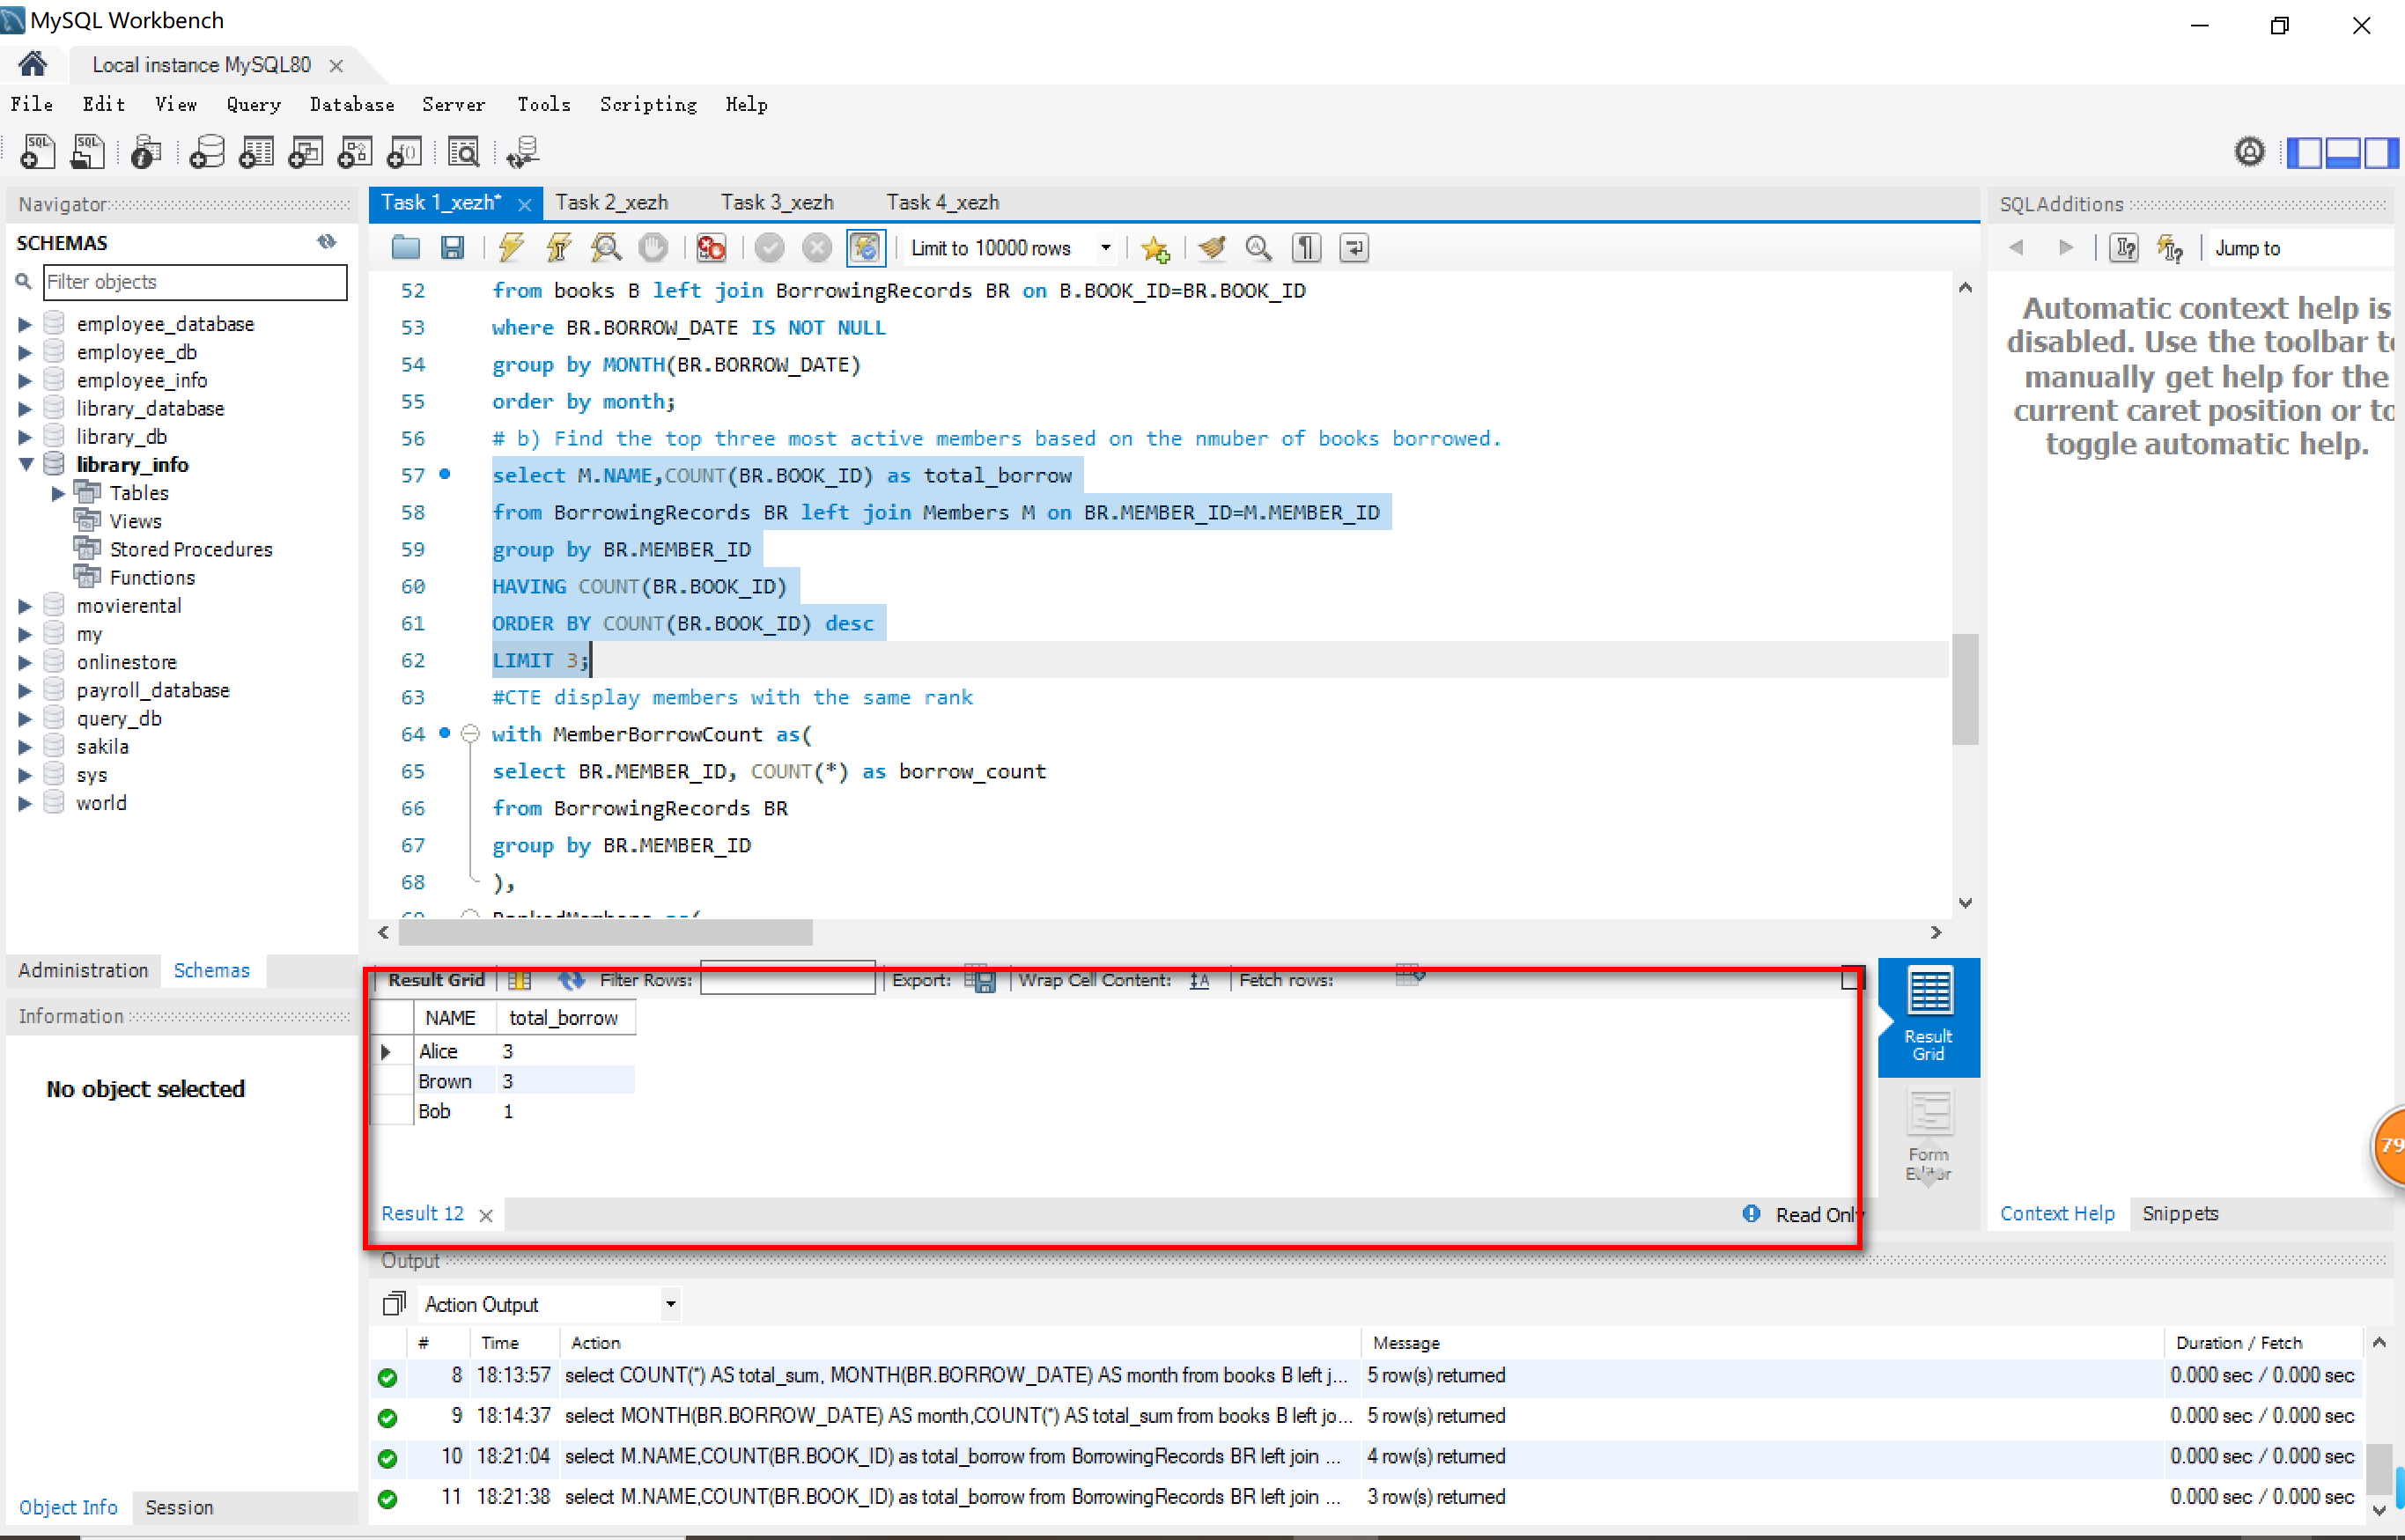 MySQL Workbench
Local instance MySQL80
File Edit View Query Database Server Tools Scripting Help
Navigator
SCHEMAS
Filter objects
employee_database
employee_db
employee_info
library_database
library_db
library_info
Tables
Views
Stored Procedures
Functions
movierental
my
onlinestore
payroll_database
query_db
sakila
sys
world
Administration Schemas
Information
No object selected
Object Info Session
Task 1_xezh* Task 2_xezh Task 3_xezh Task 4_xezh
Limit to 10000 rows
52 from books B left join BorrowingRecords BR on B.BOOK_ID=BR.BOOK_ID
53 where BR.BORROW_DATE IS NOT NULL
54 group by MONTH(BR.BORROW_DATE)
55 order by month;
56 # b) Find the top three most active members based on the nmuber of books borrowed.
57 select M.NAME,COUNT(BR.BOOK_ID) as total_borrow
58 from BorrowingRecords BR left join Members M on BR.MEMBER_ID=M.MEMBER_ID
59 group by BR.MEMBER_ID
60 HAVING COUNT(BR.BOOK_ID)
61 ORDER BY COUNT(BR.BOOK_ID) desc
62 LIMIT 3;
63 #CTE display members with the same rank
64 with MemberBorrowCount as(
65 select BR.MEMBER_ID, COUNT(*) as borrow_count
66 from BorrowingRecords BR
67 group by BR.MEMBER_ID
68 ),
Result Grid Filter Rows: Export: Wrap Cell Content: Fetch rows:
NAME total_borrow
Alice 3
Brown 3
Bob 1
Result 12 Read Only
Result
Grid
Form
Editor
SQLAdditions
Jump to
Automatic context help is
disabled. Use the toolbar to
manually get help for the
current caret position or to
toggle automatic help.
Context Help Snippets
79
Output
Action Output
# Time Action Message Duration / Fetch
8 18:13:57 select COUNT(*) AS total_sum, MONTH(BR.BORROW_DATE) AS month from books B left j... 5 row(s) returned 0.000 sec / 0.000 sec
9 18:14:37 select MONTH(BR.BORROW_DATE) AS month,COUNT(*) AS total_sum from books B left jo... 5 row(s) returned 0.000 sec / 0.000 sec
10 18:21:04 select M.NAME,COUNT(BR.BOOK_ID) as total_borrow from BorrowingRecords BR left join ... 4 row(s) returned 0.000 sec / 0.000 sec
11 18:21:38 select M.NAME,COUNT(BR.BOOK_ID) as total_borrow from BorrowingRecords BR left join ... 3 row(s) returned 0.000 sec / 0.000 sec